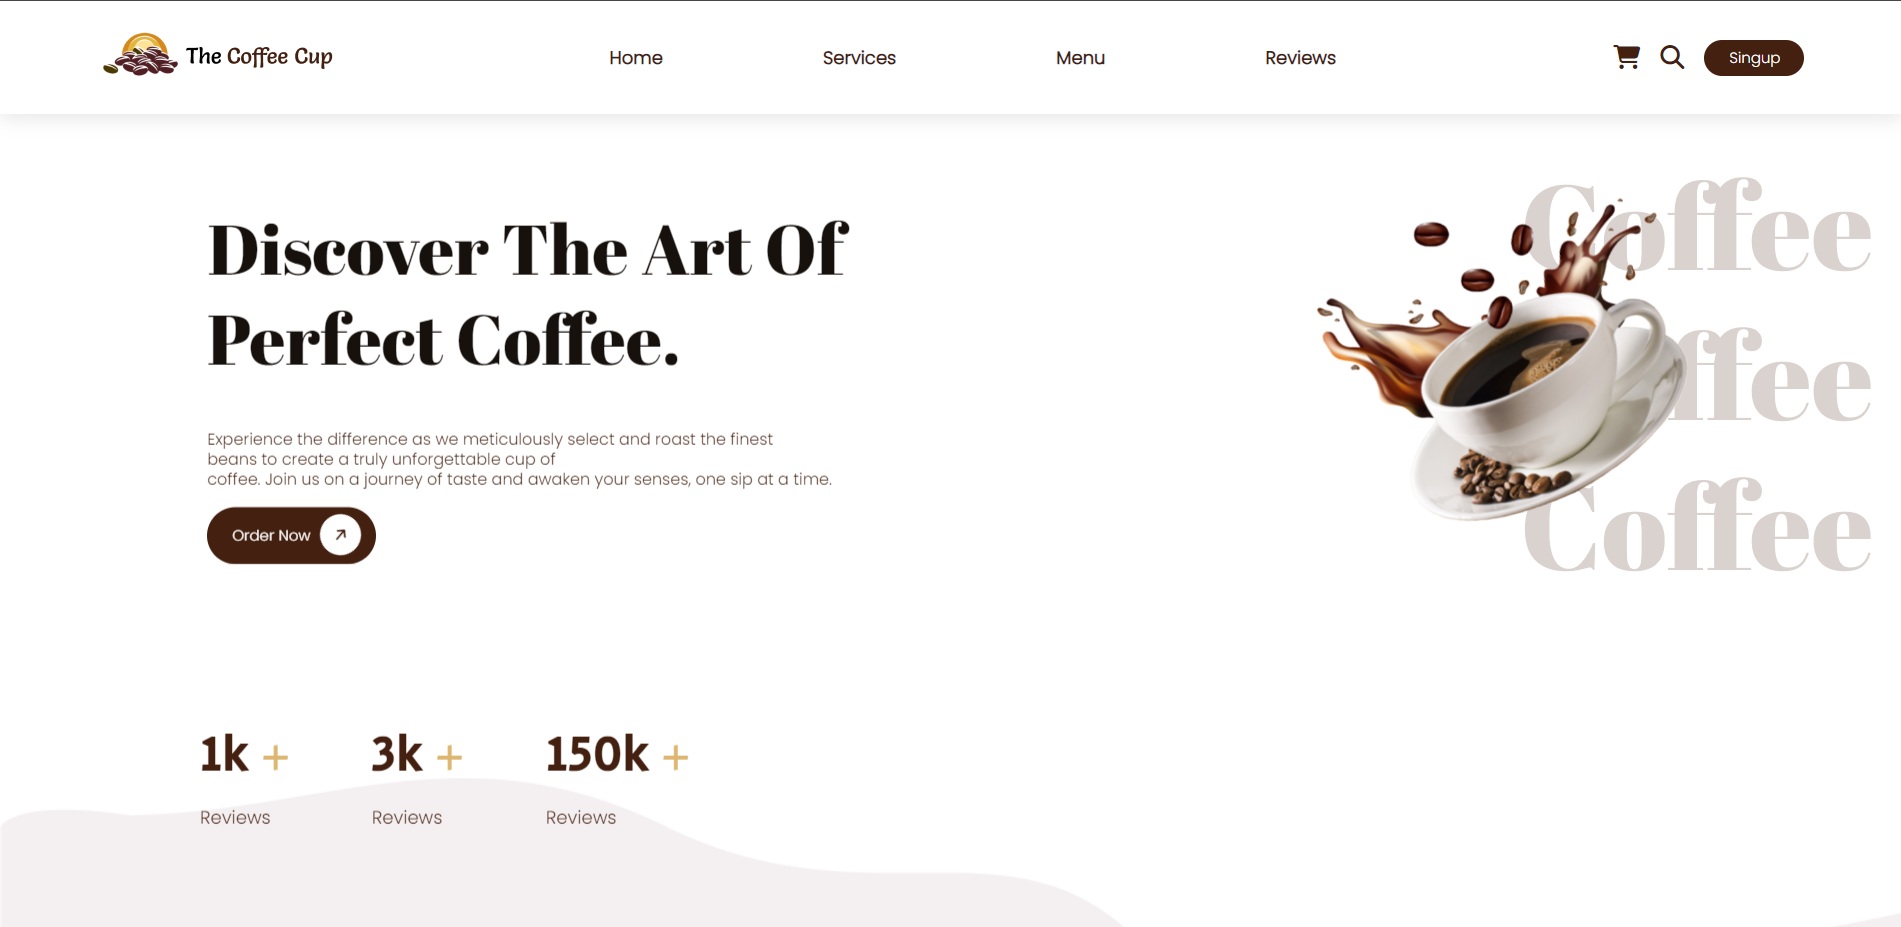 The Coffee Cup
Home
Services
Menu
Reviews
Singup
Discover The Art Of
Perfect Coffee.
Experience the difference as we meticulously select and roast the finest
beans to create a truly unforgettable cup of
coffee. Join us on a journey of taste and awaken your senses, one sip at a time.
Order Now
Coffee
ffee
Coffee
1k +
3k +
150k +
Reviews
Reviews
Reviews